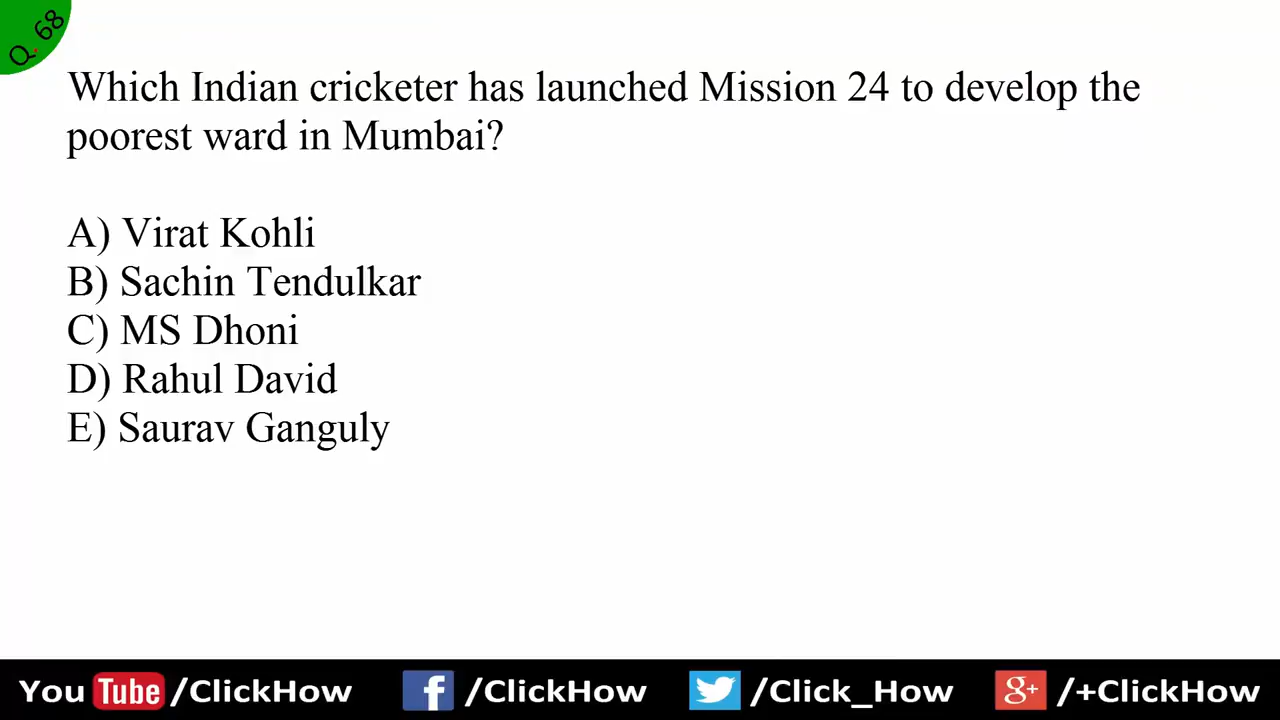 Q. 68
Which Indian cricketer has launched Mission 24 to develop the
poorest ward in Mumbai?
A) Virat Kohli
B) Sachin Tendulkar
C) MS Dhoni
D) Rahul David
E) Saurav Ganguly
You Tube /ClickHow f /ClickHow /Click_How g+ /+ClickHow